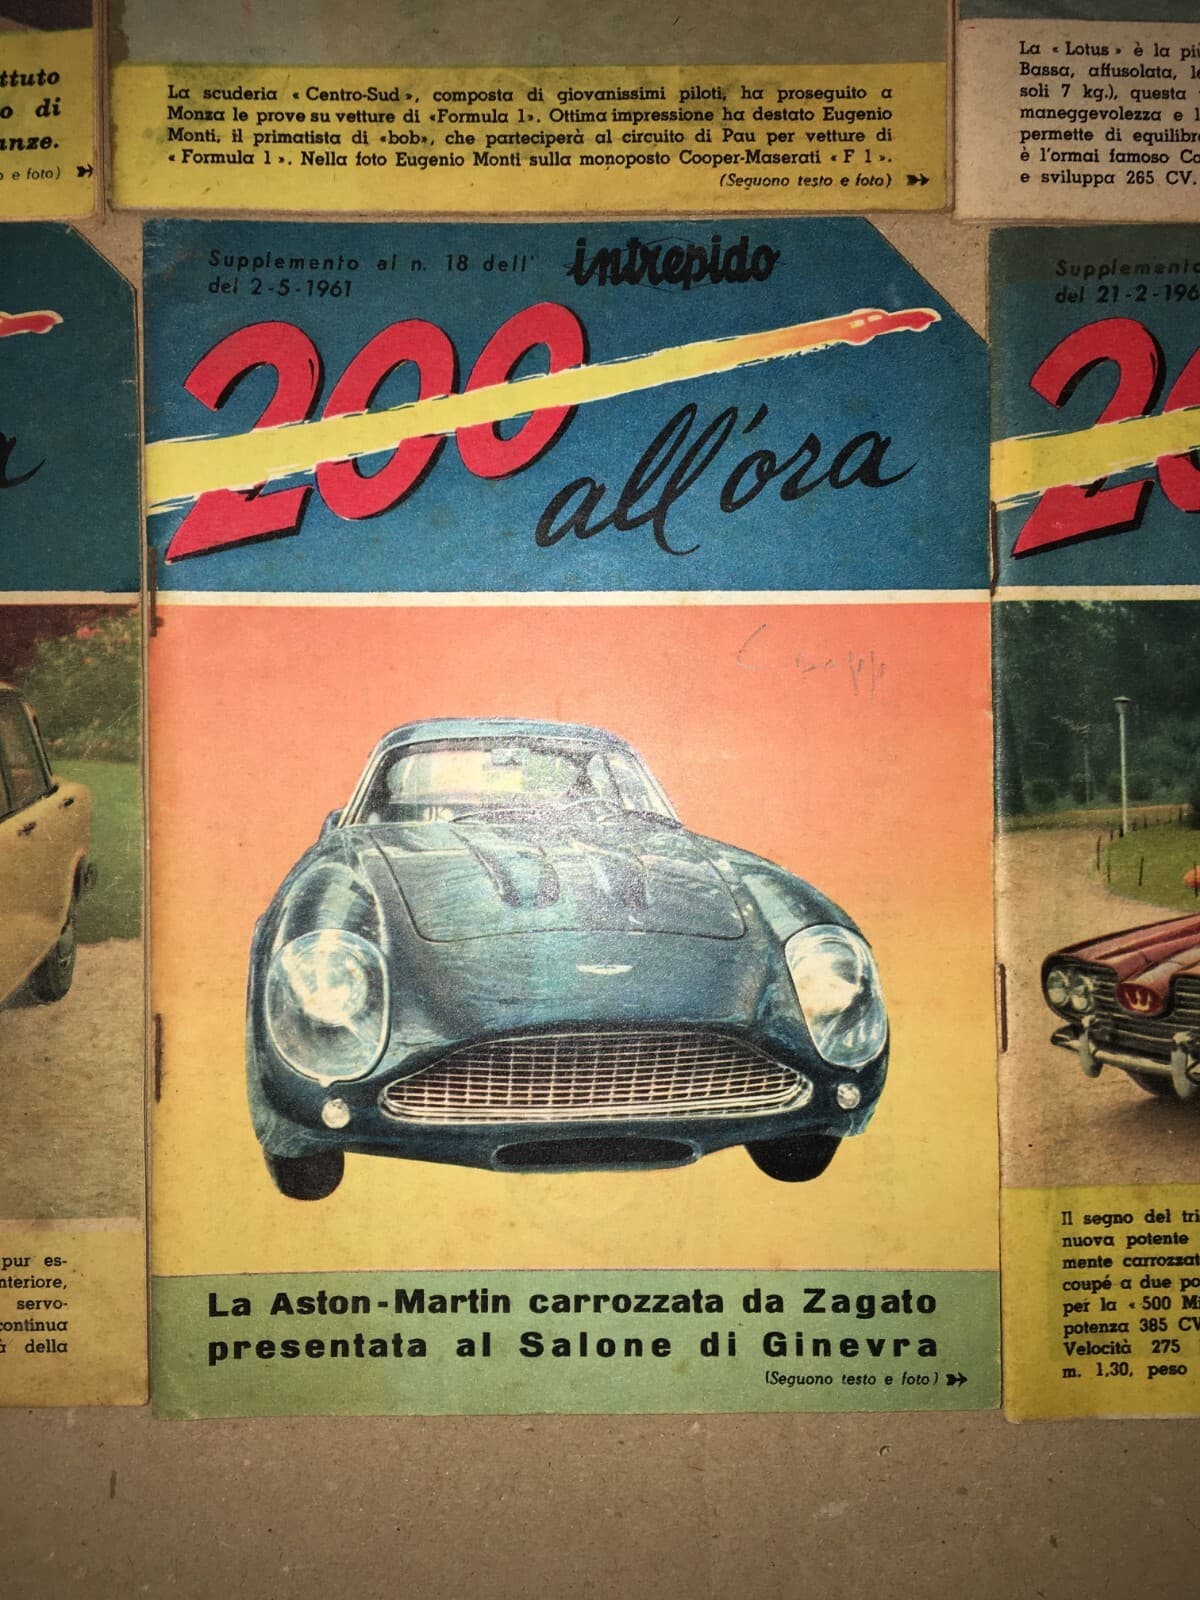 ttuto
o di
anze.
o e foto)
La scuderia « Centro-Sud », composta di giovanissimi piloti, ha proseguito a
Monza le prove su vetture di «Formula 1». Ottima impressione ha destato Eugenio
Monti, il primatista di «bob», che parteciperà al circuito di Pau per vetture di
« Formula 1 ». Nella foto Eugenio Monti sulla monoposto Cooper-Maserati « F 1 ».
(Seguono testo e foto)
La « Lotus » è la più
Bassa, affusolata, le
soli 7 kg.), questa
maneggevolezza e l
permette di equilibra
è l'ormai famoso Co
e sviluppa 265 CV.
a
pur es-
nteriore,
servo-
continua
à della
Supplemento al n. 18 dell' intrepido
del 2-5-1961
200
all'ora
La Aston-Martin carrozzata da Zagato
presentata al Salone di Ginevra
(Seguono testo e foto)
Supplemento
del 21-2-196
20
Il segno del tri
nuova potente
mente carrozzat
coupé a due po
per la « 500 Mi
potenza 385 CV
Velocità 275
m. 1,30, peso